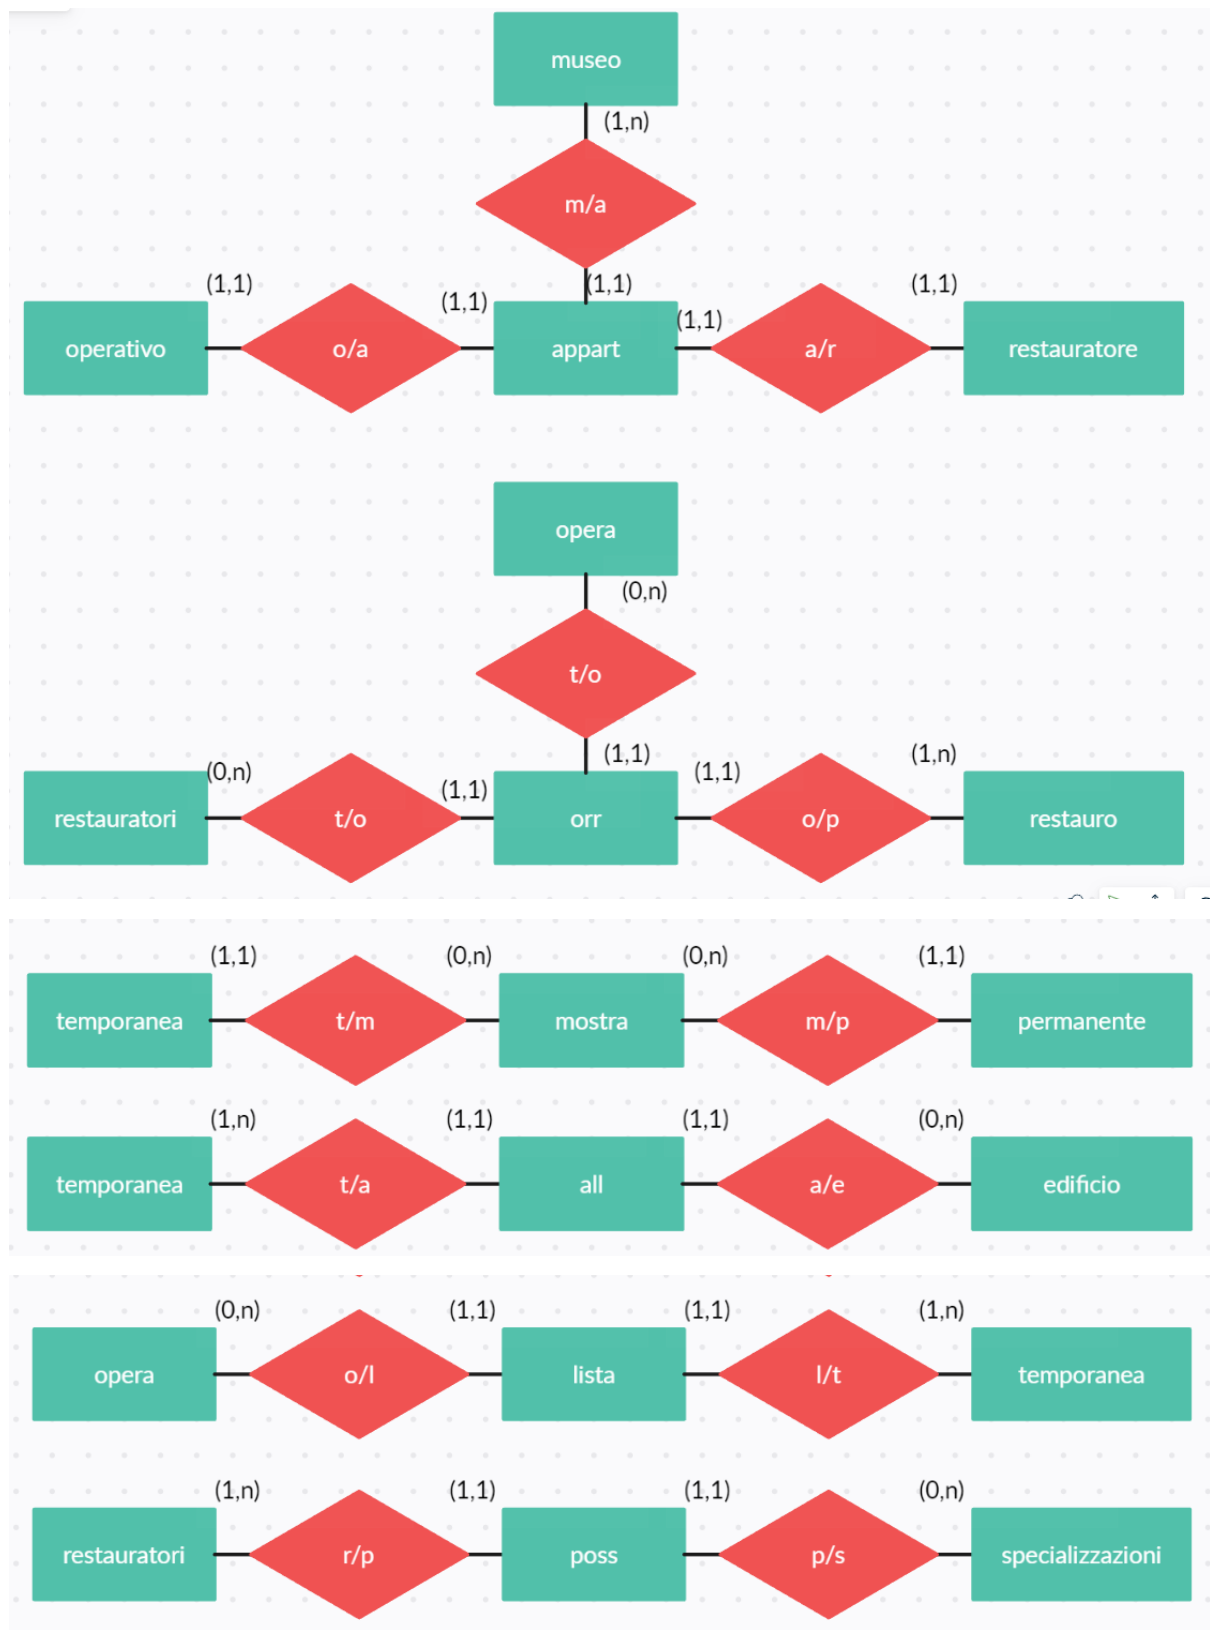 museo
(1,n)
m/a
(1,1) (1,1) (1,1) (1,1) (1,1)
operativo o/a appart a/r restauratore
opera
(0,n)
t/o
(0,n) (1,1) (1,1) (1,1) (1,n)
restauratori t/o orr o/p restauro
(1,1) (0,n) (0,n) (1,1)
temporanea t/m mostra m/p permanente
(1,n) (1,1) (1,1) (0,n)
temporanea t/a all a/e edificio
(0,n) (1,1) (1,1) (1,n)
opera o/l lista l/t temporanea
(1,n) (1,1) (1,1) (0,n)
restauratori r/p poss p/s specializzazioni